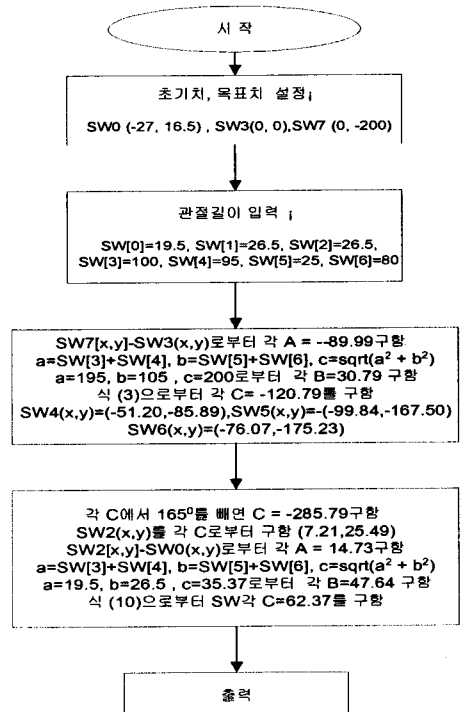 시 작
초기치, 목표치 설정¡
SW0 (-27, 16.5) , SW3(0, 0),SW7 (0, -200)
관절길이 입력 ¡
SW[0]=19.5, SW[1]=26.5, SW[2]=26.5,
SW[3]=100, SW[4]=95, SW[5]=25, SW[6]=80
SW7[x,y]-SW3(x,y)로부터 각 A = --89.99구함
a=SW[3]+SW[4], b=SW[5]+SW[6], c=sqrt(a² + b²)
a=195, b=105 , c=200로부터 각 B=30.79 구함
식 (3)으로부터 각 C= -120.79를 구함
SW4(x,y)=(-51.20,-85.89),SW5(x,y)=-(-99.84,-167.50)
SW6(x,y)=(-76.07,-175.23)
각 C에서 165⁰를 빼면 C = -285.79구함
SW2(x,y)를 각 C로부터 구함 (7.21,25.49)
SW2[x,y]-SW0(x,y)로부터 각 A = 14.73구함
a=SW[3]+SW[4], b=SW[5]+SW[6], c=sqrt(a² + b²)
a=19.5, b=26.5 , c=35.37로부터 각 B=47.64 구함
식 (10)으로부터 SW각 C=62.37를 구함
출력